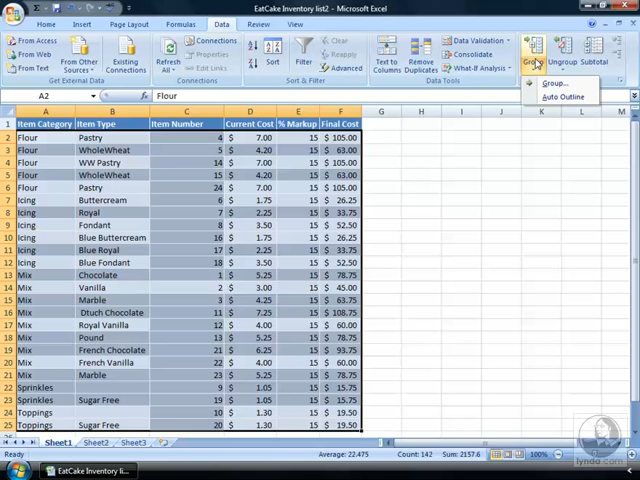 EatCake Inventory list2 - Microsoft Excel
Home Insert Page Layout Formulas Data Review View
From Access
From Web
From Text
From Other Sources
Existing Connections
Get External Data
Refresh All
Connections
Properties
Edit Links
Connections
Sort
Filter
Clear
Reapply
Advanced
Sort & Filter
Text to Columns
Remove Duplicates
Data Validation
Consolidate
What-If Analysis
Data Tools
Group
Ungroup
Subtotal
Group...
Auto Outline
A2 Flour
A B C D E F G H I J K L M
1 Item Category Item Type Item Number Current Cost % Markup Final Cost
2 Flour Pastry 4 $ 7.00 15 $ 105.00
3 Flour WholeWheat 5 $ 4.20 15 $ 63.00
4 Flour WW Pastry 14 $ 7.00 15 $ 105.00
5 Flour WholeWheat 15 $ 4.20 15 $ 63.00
6 Flour Pastry 24 $ 7.00 15 $ 105.00
7 Icing Buttercream 6 $ 1.75 15 $ 26.25
8 Icing Royal 7 $ 2.25 15 $ 33.75
9 Icing Fondant 8 $ 3.50 15 $ 52.50
10 Icing Blue Buttercream 16 $ 1.75 15 $ 26.25
11 Icing Blue Royal 17 $ 2.25 15 $ 33.75
12 Icing Blue Fondant 18 $ 3.50 15 $ 52.50
13 Mix Chocolate 1 $ 5.25 15 $ 78.75
14 Mix Vanilla 2 $ 3.00 15 $ 45.00
15 Mix Marble 3 $ 4.25 15 $ 63.75
16 Mix Dtuch Chocolate 11 $ 7.25 15 $ 108.75
17 Mix Royal Vanilla 12 $ 4.00 15 $ 60.00
18 Mix Pound 13 $ 5.25 15 $ 78.75
19 Mix French Chocolate 21 $ 6.25 15 $ 93.75
20 Mix French Vanilla 22 $ 4.00 15 $ 60.00
21 Mix Marble 23 $ 5.25 15 $ 78.75
22 Sprinkles 9 $ 1.05 15 $ 15.75
23 Sprinkles Sugar Free 19 $ 1.05 15 $ 15.75
24 Toppings 10 $ 1.30 15 $ 19.50
25 Toppings Sugar Free 20 $ 1.30 15 $ 19.50
Sheet1 Sheet2 Sheet3
lynda.com
Ready Average: 22.475 Count: 142 Sum: 2157.6 100%
EatCake Inventory li...